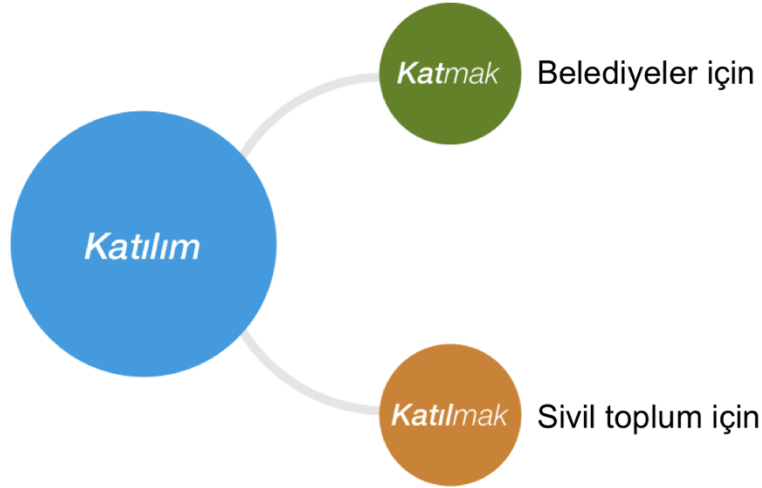 Katmak
Belediyeler için
Katılım
Katılmak
Sivil toplum için